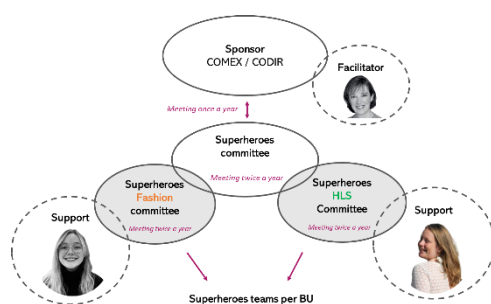 Sponsor
COMEX / CODIR
Facilitator
Meeting once a year
Superheroes
committee
Meeting twice a year
Superheroes
Fashion
committee
Meeting twice a year
Superheroes
HLS
Committee
Meeting twice a year
Support
Support
Superheroes teams per BU